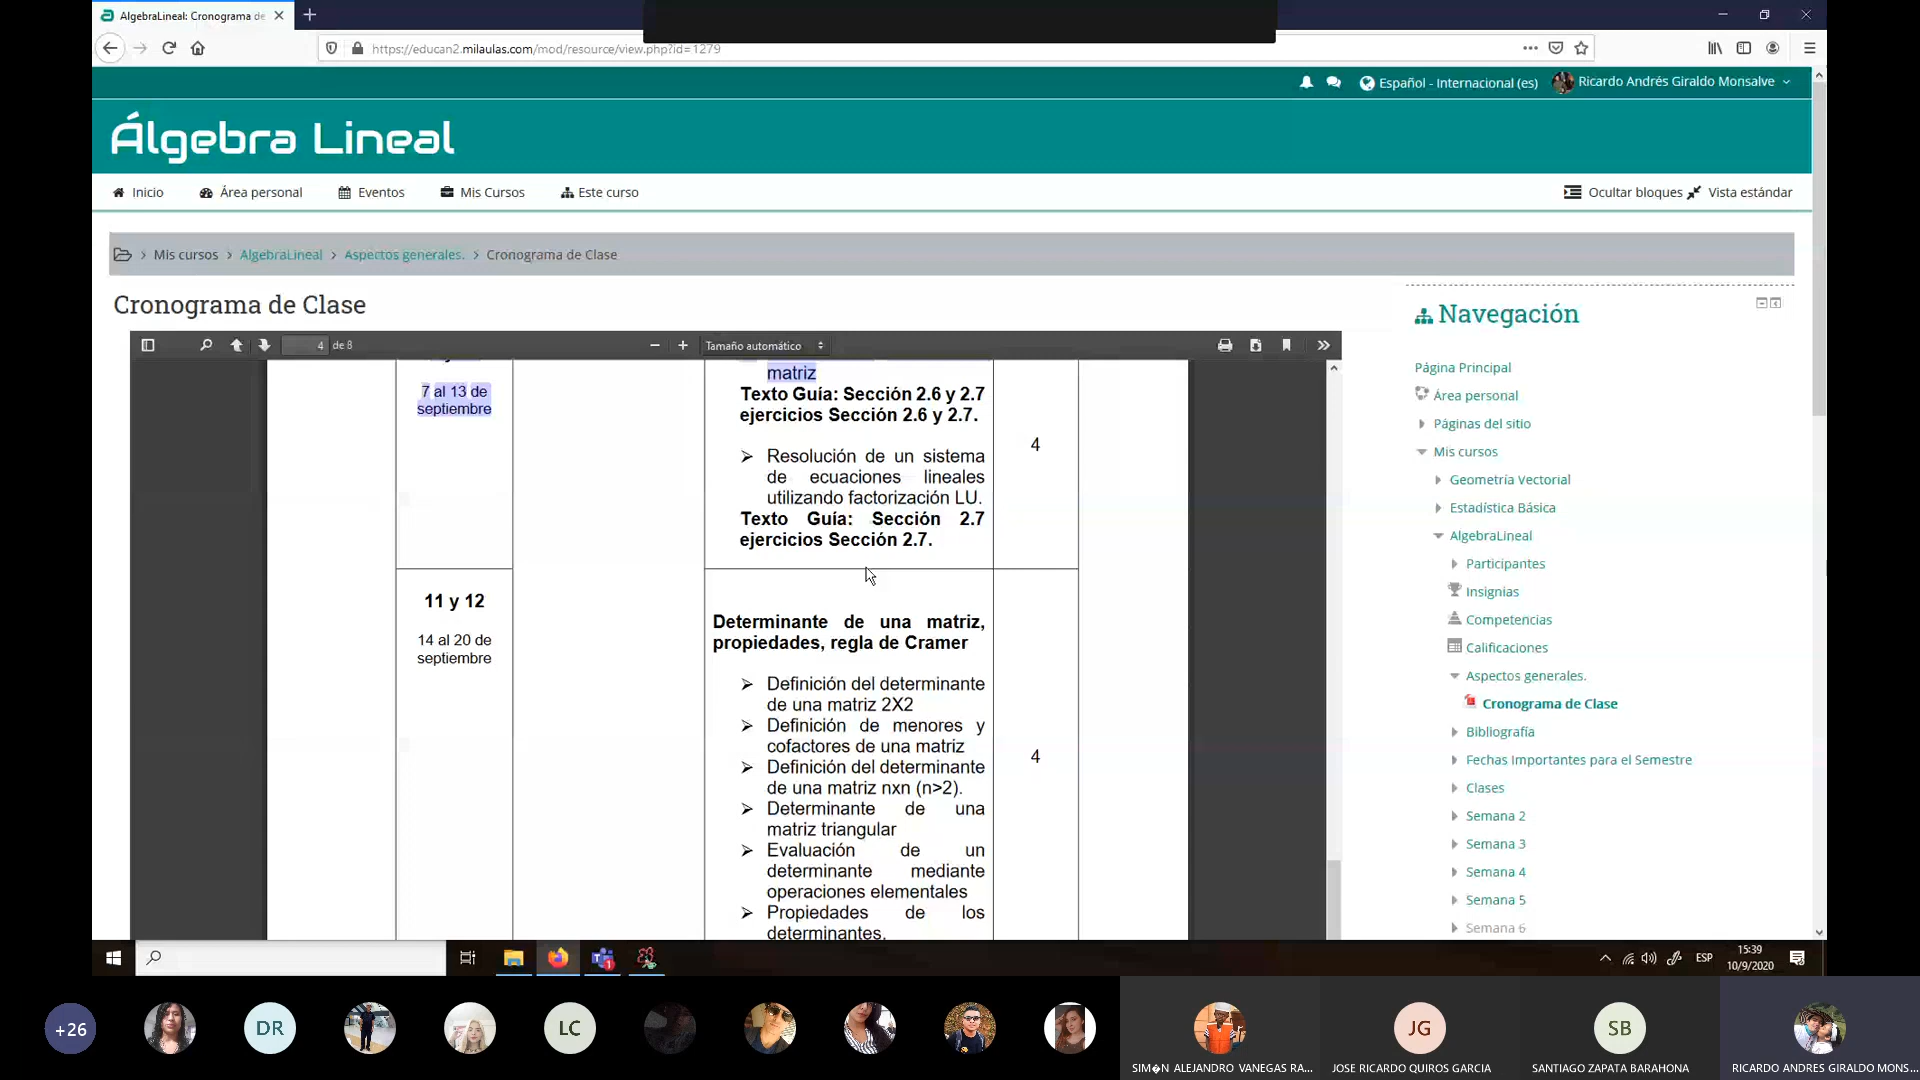 AlgebraLineal: Cronograma de
https://educan2.milaulas.com/mod/resource/view.php?id=1279
Español - Internacional (es)
Ricardo Andrés Giraldo Monsalve
Álgebra Lineal
Inicio
Área personal
Eventos
Mis Cursos
Este curso
Ocultar bloques
Vista estándar
Mis cursos
AlgebraLineal
Aspectos generales.
Cronograma de Clase
Cronograma de Clase
4 de 8
Tamaño automático
7 al 13 de
septiembre
matriz
Texto Guía: Sección 2.6 y 2.7
ejercicios Sección 2.6 y 2.7.
➢ Resolución de un sistema
de ecuaciones lineales
utilizando factorización LU.
Texto Guía: Sección 2.7
ejercicios Sección 2.7.
4
11 y 12
14 al 20 de
septiembre
Determinante de una matriz,
propiedades, regla de Cramer
➢ Definición del determinante
de una matriz 2X2
➢ Definición de menores y
cofactores de una matriz
➢ Definición del determinante
de una matriz nxn (n>2).
➢ Determinante de una
matriz triangular
➢ Evaluación de un
determinante mediante
operaciones elementales
➢ Propiedades de los
determinantes.
4
Navegación
Página Principal
Área personal
Páginas del sitio
Mis cursos
Geometría Vectorial
Estadística Básica
AlgebraLineal
Participantes
Insignias
Competencias
Calificaciones
Aspectos generales.
Cronograma de Clase
Bibliografía
Fechas Importantes para el Semestre
Clases
Semana 2
Semana 3
Semana 4
Semana 5
Semana 6
1
ESP
15:39
10/9/2020
+26
DR
LC
JG
SB
SIM�N ALEJANDRO VANEGAS RA...
JOSE RICARDO QUIROS GARCIA
SANTIAGO ZAPATA BARAHONA
RICARDO ANDRES GIRALDO MONS...